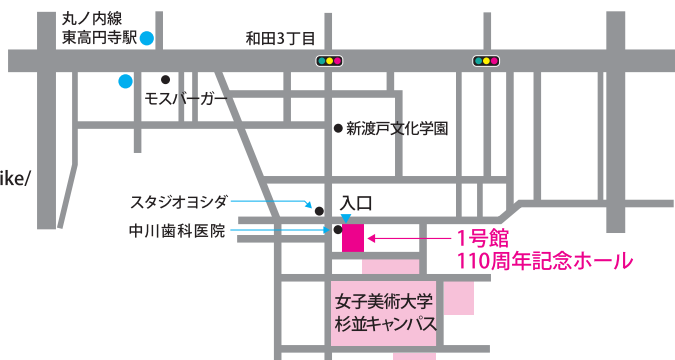 丸ノ内線
東高円寺駅
和田3丁目
モスバーガー
新渡戸文化学園
ike/
スタジオヨシダ
入口
中川歯科医院
1号館
110周年記念ホール
女子美術大学
杉並キャンパス